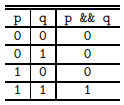 p q p && q
0 0 0
0 1 0
1 0 0
1 1 1